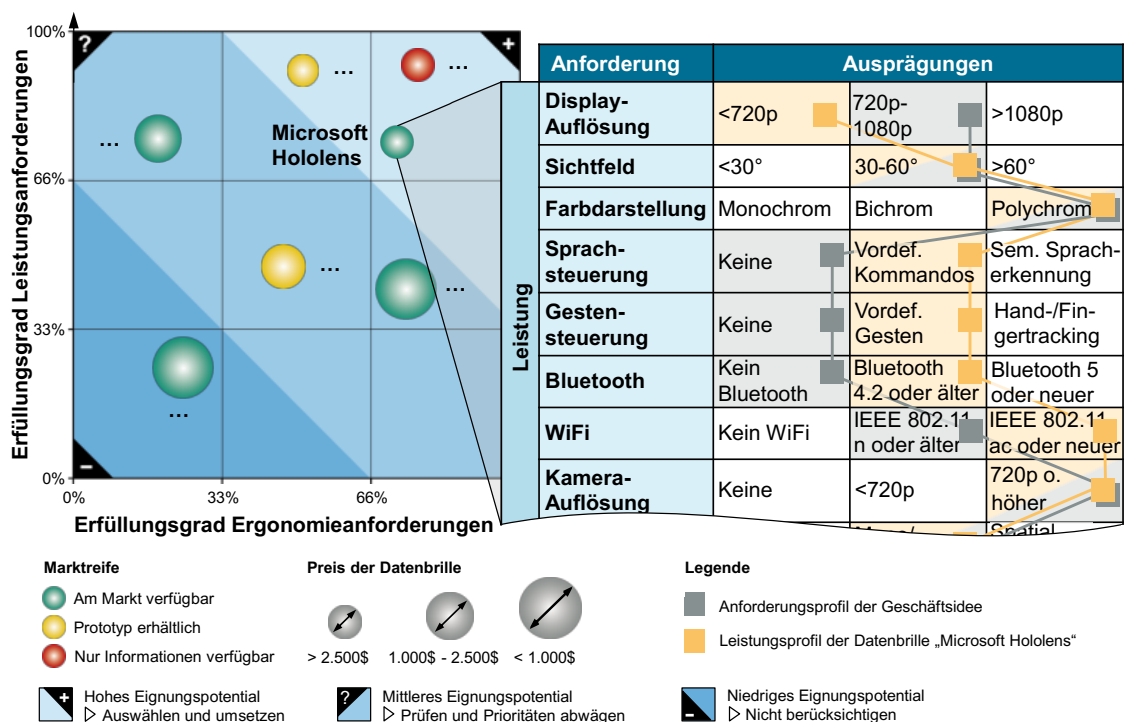 Erfüllungsgrad Leistungsanforderungen
100%
66%
33%
0%
?
+
–
...
...
...
Microsoft
Hololens
...
...
...
0%
33%
66%
Erfüllungsgrad Ergonomieanforderungen
Leistung
Anforderung Ausprägungen
Display-
Auflösung
<720p
720p-
1080p
>1080p
Sichtfeld <30° 30-60° >60°
Farbdarstellung Monochrom Bichrom Polychrom
Sprach-
steuerung
Keine
Vordef.
Kommandos
Sem. Sprach-
erkennung
Gesten-
steuerung
Keine
Vordef.
Gesten
Hand-/Fin-
gertracking
Bluetooth
Kein
Bluetooth
Bluetooth
4.2 oder älter
Bluetooth 5
oder neuer
WiFi
Kein WiFi
IEEE 802.11
n oder älter
IEEE 802.11
ac oder neuer
Kamera-
Auflösung
Keine
<720p
720p o.
höher
Spatial
Marktreife
Am Markt verfügbar
Prototyp erhältlich
Nur Informationen verfügbar
Preis der Datenbrille
> 2.500$ 1.000$ - 2.500$ < 1.000$
Legende
Anforderungsprofil der Geschäftsidee
Leistungsprofil der Datenbrille „Microsoft Hololens“
+
Hohes Eignungspotential
▷ Auswählen und umsetzen
?
Mittleres Eignungspotential
▷ Prüfen und Prioritäten abwägen
–
Niedriges Eignungspotential
▷ Nicht berücksichtigen